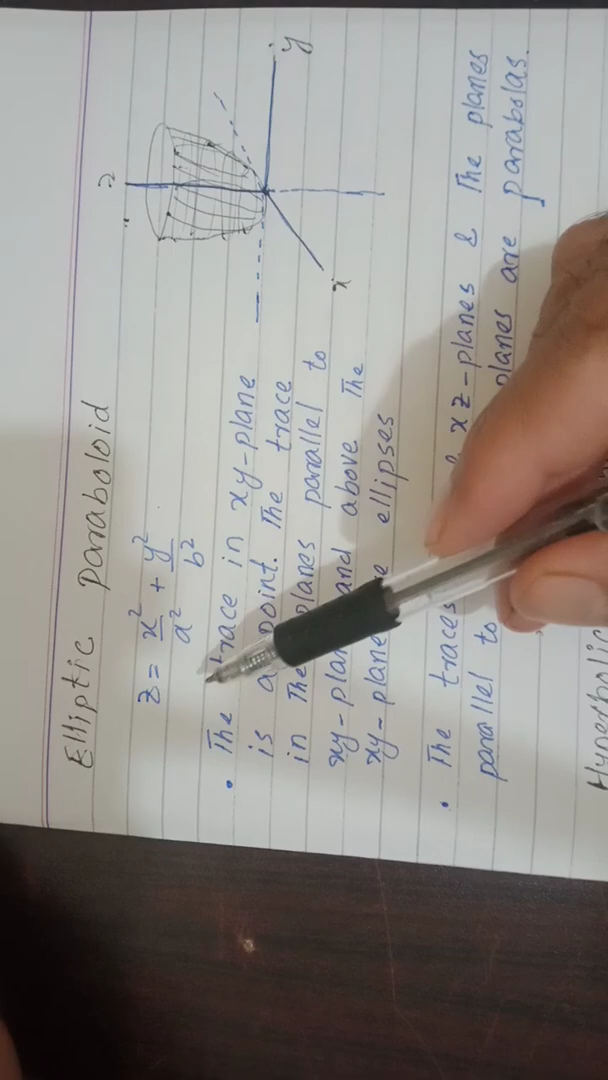 Elliptic paraboloid
z = x²/a² + y²/b²
z
y
x
• The trace in xy-plane
is a point. The trace
in The planes parallel to
xy-plan and above The
xy-plane ellipses
• The traces xz-planes & The planes
parallel to planes are parabolas.